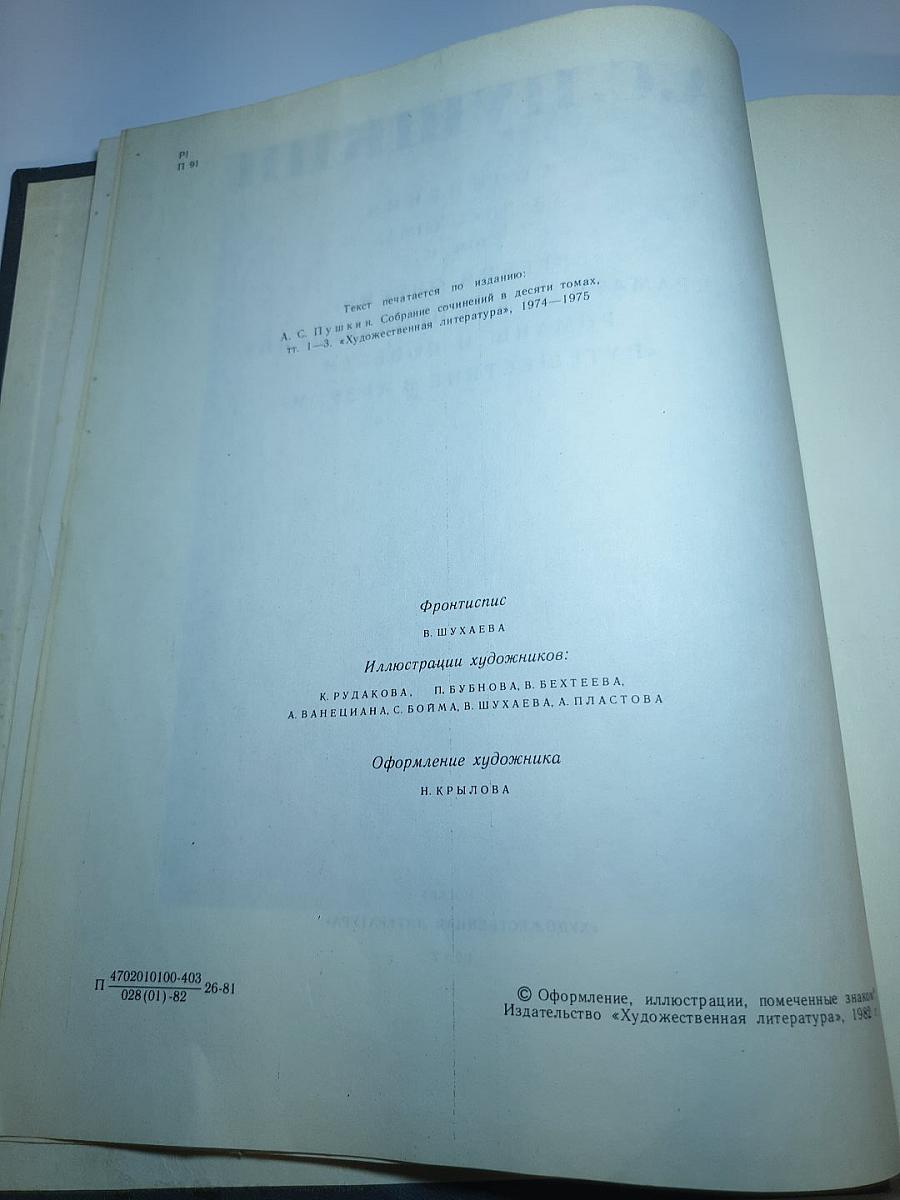 Р1
П 91
Текст печатается по изданию:
А. С. Пушкин. Собрание сочинений в десяти томах,
тт. 1—3. «Художественная литература», 1974—1975
Фронтиспис
В. ШУХАЕВА
Иллюстрации художников:
К. РУДАКОВА, П. БУБНОВА, В. БЕХТЕЕВА,
А. ВАНЕЦИАНА, С. БОЙМА, В. ШУХАЕВА, А. ПЛАСТОВА
Оформление художника
Н. КРЫЛОВА
П 4702010100-403 26-81
028(01)-82
© Оформление, иллюстрации, помеченные знаком*
Издательство «Художественная литература», 1982 г.